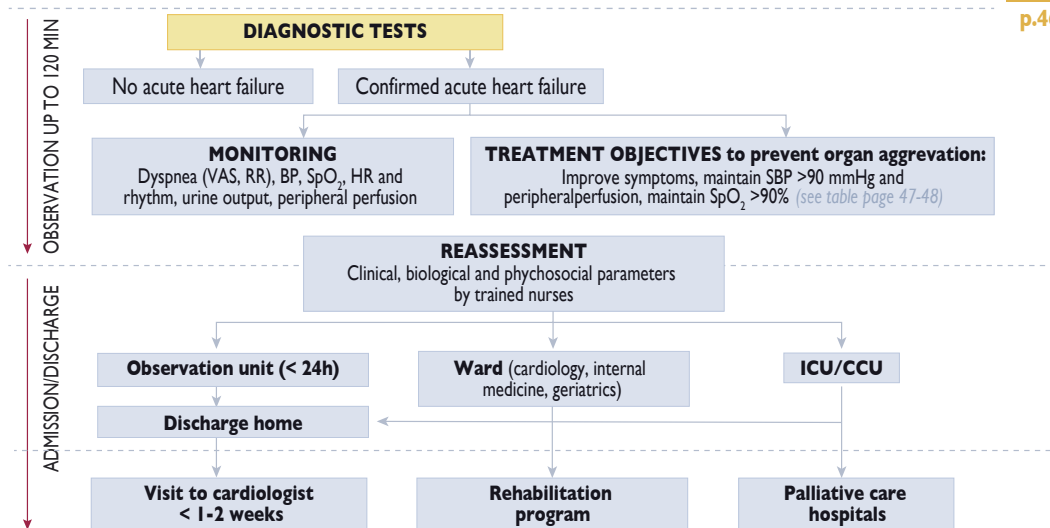 p.4
DIAGNOSTIC TESTS
No acute heart failure
Confirmed acute heart failure
OBSERVATION UP TO 120 MIN
MONITORING
Dyspnea (VAS, RR), BP, SpO₂, HR and
rhythm, urine output, peripheral perfusion
TREATMENT OBJECTIVES to prevent organ aggrevation:
Improve symptoms, maintain SBP >90 mmHg and
peripheralperfusion, maintain SpO₂ >90% (see table page 47-48)
REASSESSMENT
Clinical, biological and phychosocial parameters
by trained nurses
ADMISSION/DISCHARGE
Observation unit (< 24h)
Ward (cardiology, internal
medicine, geriatrics)
ICU/CCU
Discharge home
Visit to cardiologist
< 1-2 weeks
Rehabilitation
program
Palliative care
hospitals